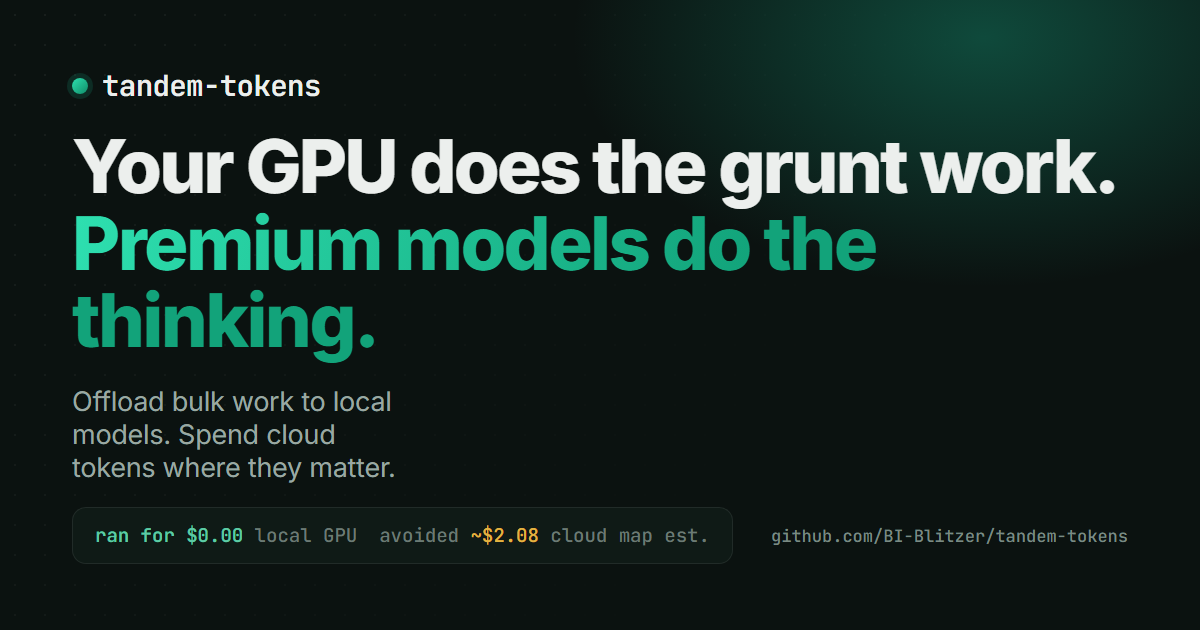 tandem-tokens
Your GPU does the grunt work.
Premium models do the
thinking.
Offload bulk work to local
models. Spend cloud
tokens where they matter.
ran for $0.00 local GPU avoided ~$2.08 cloud map est.
github.com/BI-Blitzer/tandem-tokens